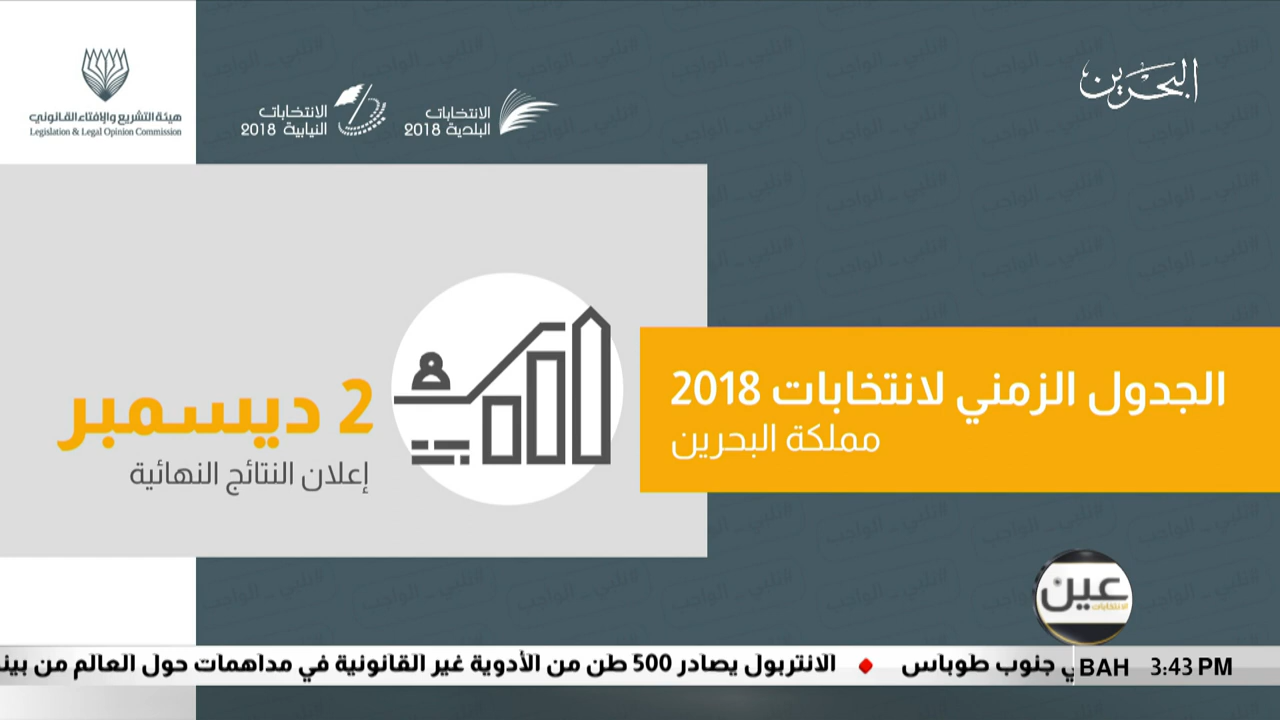 البحرين
الانتخابات
البلدية 2018
الانتخابات
النيابية 2018
هيئة التشريع والإفتاء القانوني
Legislation & Legal Opinion Commission
الجدول الزمني لانتخابات 2018
مملكة البحرين
2 ديسمبر
إعلان النتائج النهائية
عين
الانتخابات
ي جنوب طوباس • الانتربول يصادر 500 طن من الأدوية غير القانونية في مداهمات حول العالم من بينه
BAH 3:43 PM
#نلبي_الواجب